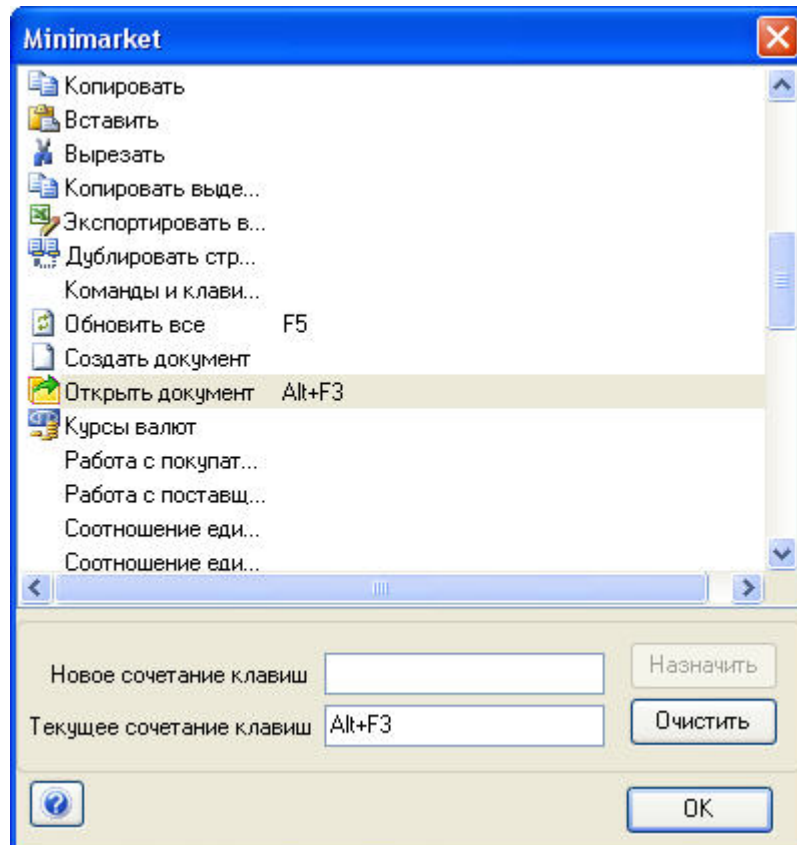 Minimarket
Копировать
Вставить
Вырезать
Копировать выде...
Экспортировать в...
Дублировать стр...
Команды и клави...
Обновить все F5
Создать документ
Открыть документ Alt+F3
Курсы валют
Работа с покупат...
Работа с поставщ...
Соотношение еди...
Соотношение еди...
Новое сочетание клавиш
Назначить
Текущее сочетание клавиш Alt+F3
Очистить
OK